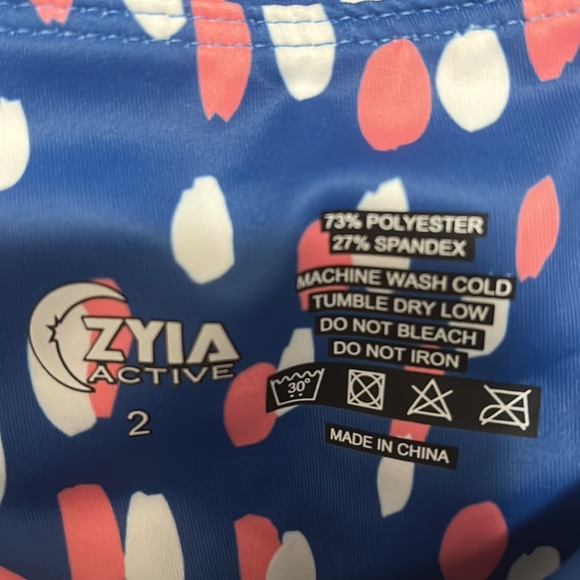 ZYIA
ACTIVE
2
73% POLYESTER
27% SPANDEX
MACHINE WASH COLD
TUMBLE DRY LOW
DO NOT BLEACH
DO NOT IRON
30°
MADE IN CHINA